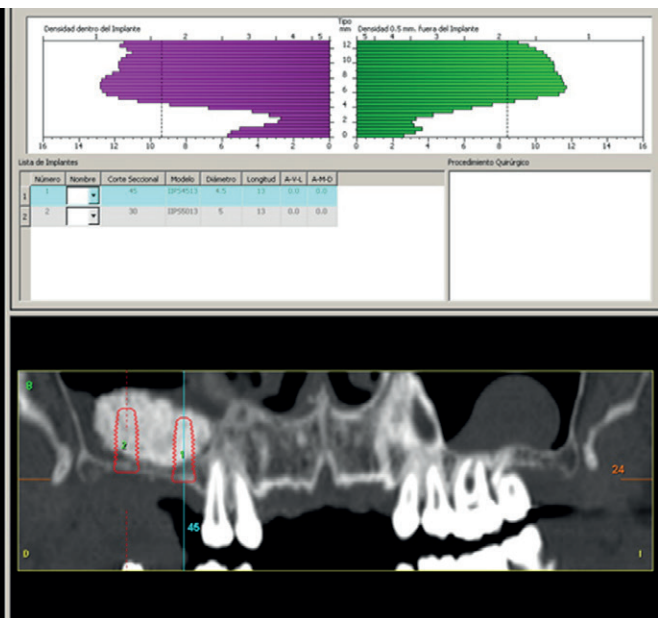 Tipo
Densidad dentro del Implante
mm
Densidad 0.5 mm. fuera del Implante
1 2 3 4 5
5 4 3 2 1
12
10
8
6
4
2
0
16 14 12 10 8 6 4 2 0
0 2 4 6 8 10 12 14 16
Lista de Implantes
Procedimiento Quirúrgico
Número Nombre Corte Seccional Modelo Diámetro Longitud A-V-L A-M-D
1 1 45 4.5 13 0.0 0.0
2 2 30 5 13 0.0 0.0
8
2
1
24
45
D
I